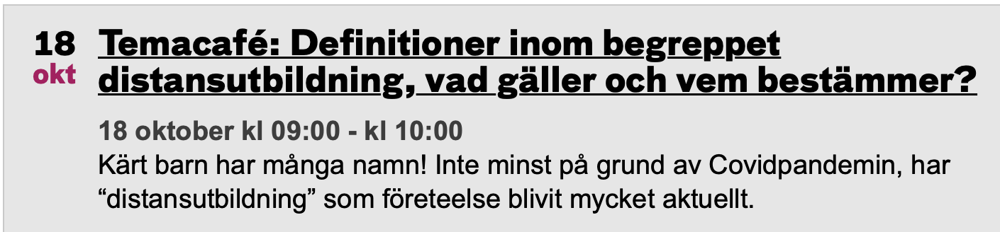 18
okt
Temacafé: Definitioner inom begreppet
distansutbildning, vad gäller och vem bestämmer?
18 oktober kl 09:00 - kl 10:00
Kärt barn har många namn! Inte minst på grund av Covidpandemin, har
“distansutbildning” som företeelse blivit mycket aktuellt.